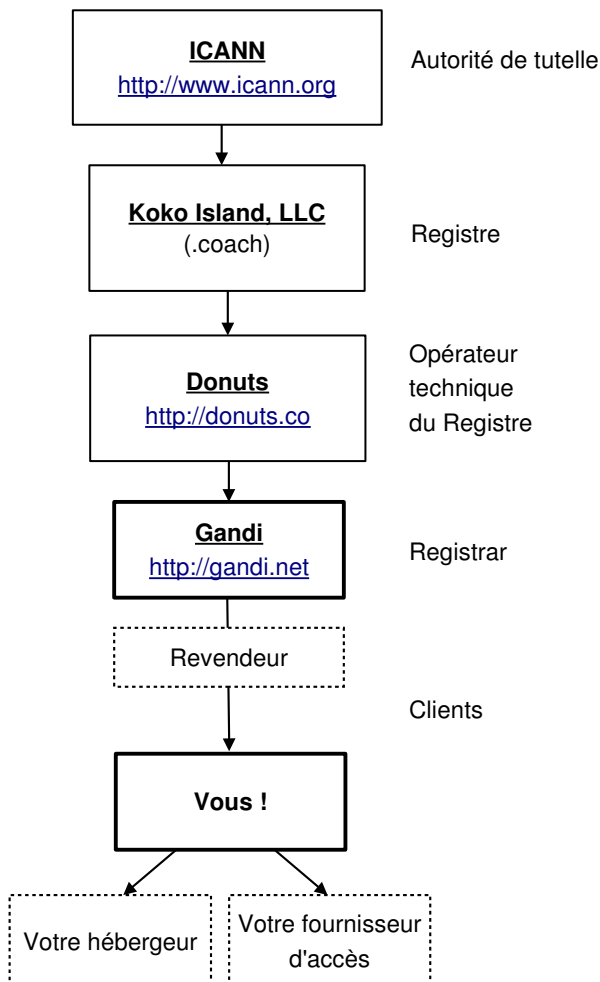 ICANN
http://www.icann.org
Autorité de tutelle
Koko Island, LLC
(.coach)
Registre
Donuts
http://donuts.co
Opérateur
technique
du Registre
Gandi
http://gandi.net
Registrar
Revendeur
Clients
Vous !
Votre hébergeur
Votre fournisseur
d'accès